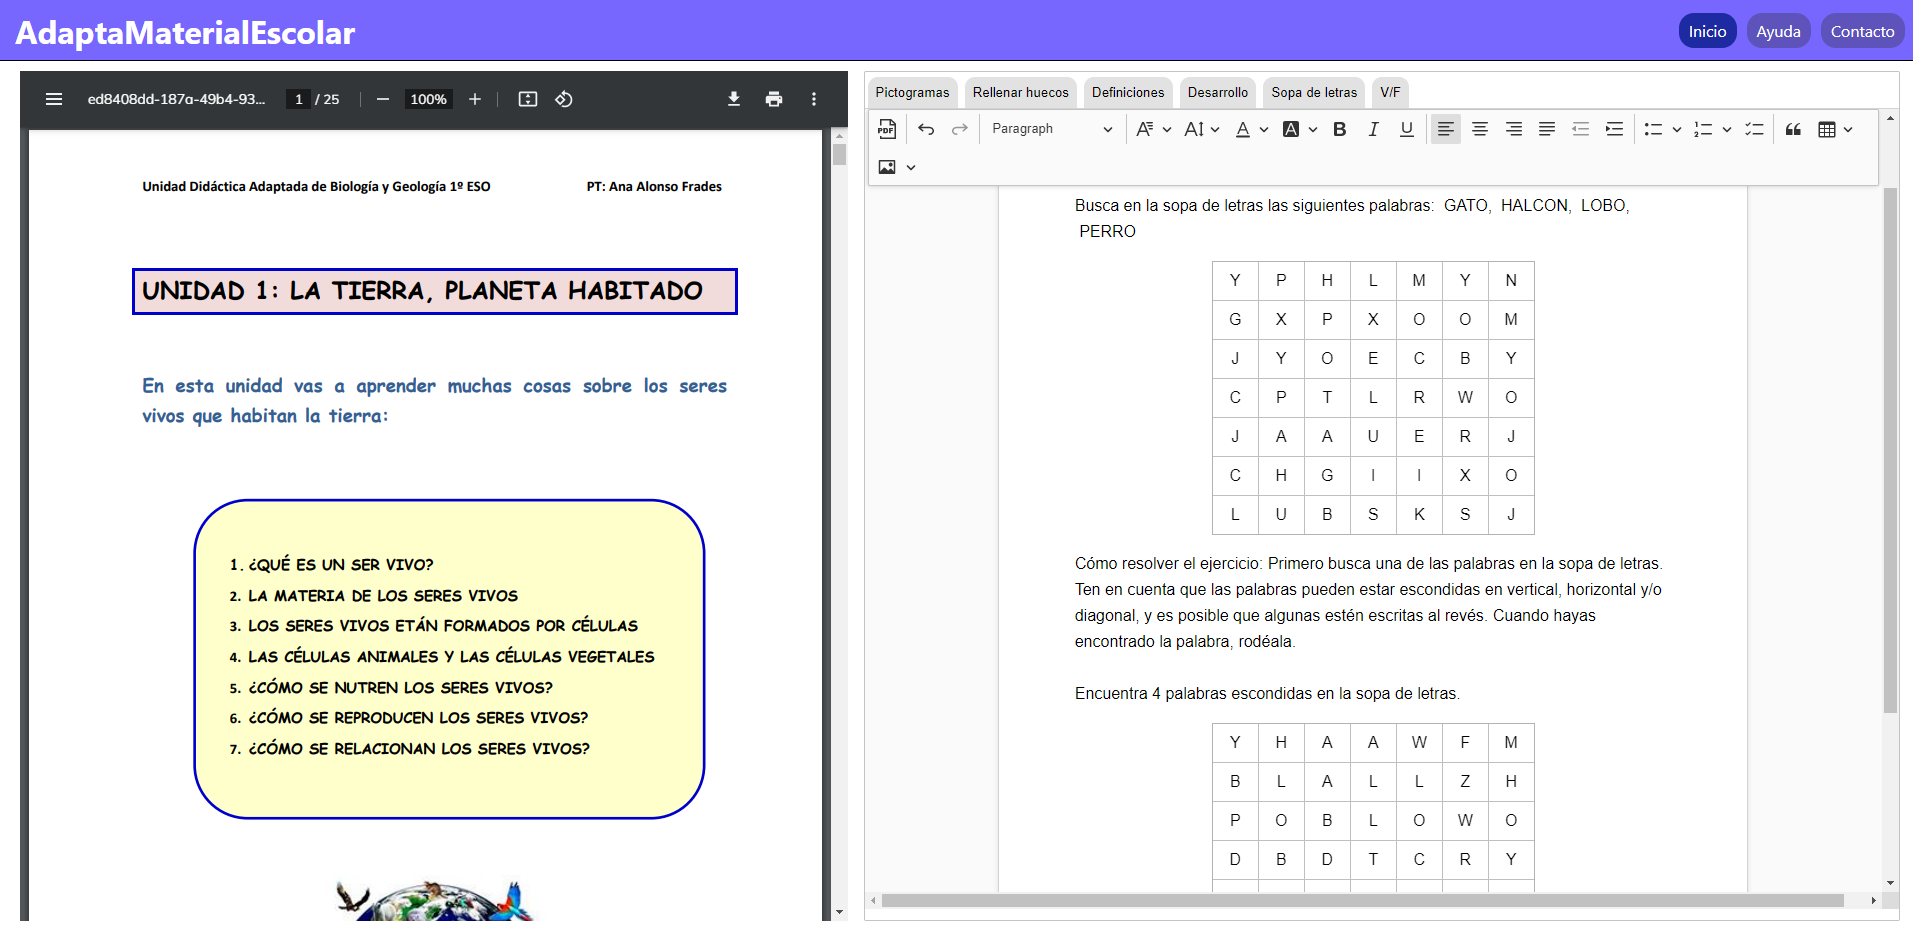 AdaptaMaterialEscolar
Inicio Ayuda Contacto
ed8408dd-187a-49b4-93... 1 / 25 100%
Unidad Didáctica Adaptada de Biología y Geología 1º ESO PT: Ana Alonso Frades
UNIDAD 1: LA TIERRA, PLANETA HABITADO
En esta unidad vas a aprender muchas cosas sobre los seres
vivos que habitan la tierra:
1. ¿QUÉ ES UN SER VIVO?
2. LA MATERIA DE LOS SERES VIVOS
3. LOS SERES VIVOS ETÁN FORMADOS POR CÉLULAS
4. LAS CÉLULAS ANIMALES Y LAS CÉLULAS VEGETALES
5. ¿CÓMO SE NUTREN LOS SERES VIVOS?
6. ¿CÓMO SE REPRODUCEN LOS SERES VIVOS?
7. ¿CÓMO SE RELACIONAN LOS SERES VIVOS?
Pictogramas Rellenar huecos Definiciones Desarrollo Sopa de letras V/F
PDF Paragraph
Busca en la sopa de letras las siguientes palabras: GATO, HALCON, LOBO,
PERRO
Y P H L M Y N
G X P X O O M
J Y O E C B Y
C P T L R W O
J A A U E R J
C H G I I X O
L U B S K S J
Cómo resolver el ejercicio: Primero busca una de las palabras en la sopa de letras.
Ten en cuenta que las palabras pueden estar escondidas en vertical, horizontal y/o
diagonal, y es posible que algunas estén escritas al revés. Cuando hayas
encontrado la palabra, rodéala.
Encuentra 4 palabras escondidas en la sopa de letras.
Y H A A W F M
B L A L L Z H
P O B L O W O
D B D T C R Y